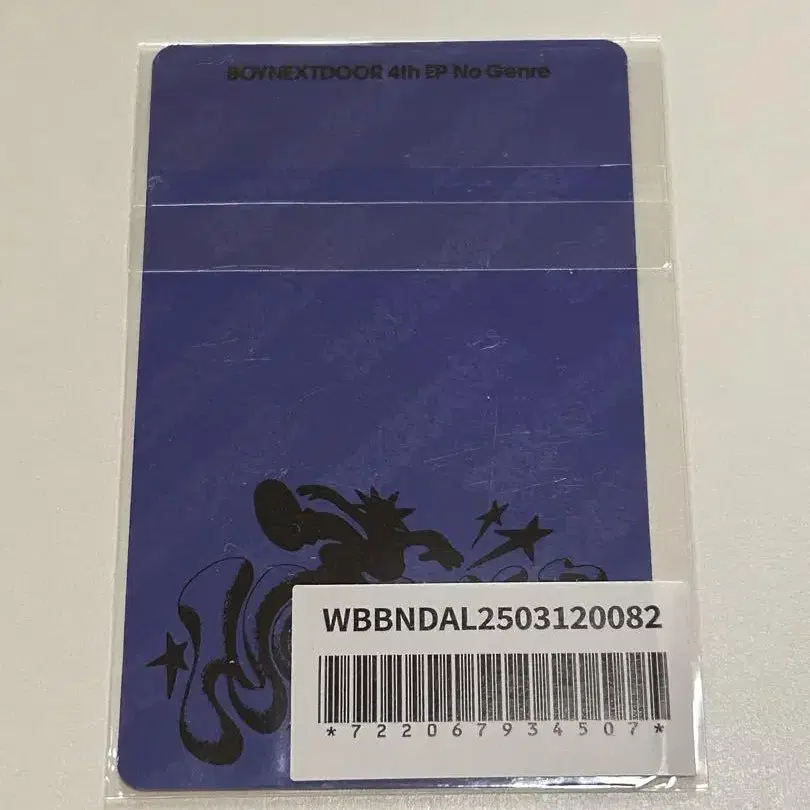 BOYNEXTDOOR 4th EP No Genre
WBBNDAL2503120082
*722067934507*